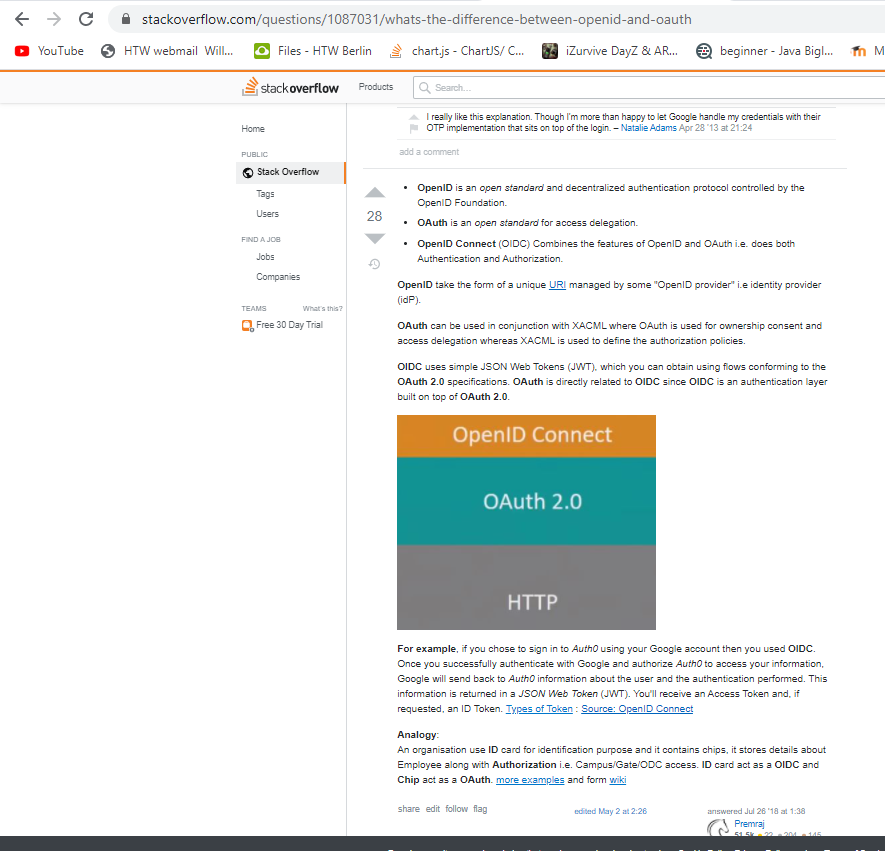 stackoverflow.com/questions/1087031/whats-the-difference-between-openid-and-oauth
YouTube HTW webmail Will... Files - HTW Berlin chart.js - ChartJS/ C... iZurvive DayZ & AR... beginner - Java Bigl... M
stackoverflow Products Search...
I really like this explanation. Though I'm more than happy to let Google handle my credentials with their
OTP implementation that sits on top of the login. – Natalie Adams Apr 28 '13 at 21:24
add a comment
Home
PUBLIC
Stack Overflow
Tags
Users
FIND A JOB
Jobs
Companies
TEAMS What's this?
Free 30 Day Trial
28
• OpenID is an open standard and decentralized authentication protocol controlled by the
OpenID Foundation.
• OAuth is an open standard for access delegation.
• OpenID Connect (OIDC) Combines the features of OpenID and OAuth i.e. does both
Authentication and Authorization.
OpenID take the form of a unique URI managed by some "OpenID provider" i.e identity provider
(idP).
OAuth can be used in conjunction with XACML where OAuth is used for ownership consent and
access delegation whereas XACML is used to define the authorization policies.
OIDC uses simple JSON Web Tokens (JWT), which you can obtain using flows conforming to the
OAuth 2.0 specifications. OAuth is directly related to OIDC since OIDC is an authentication layer
built on top of OAuth 2.0.
OpenID Connect
OAuth 2.0
HTTP
For example, if you chose to sign in to Auth0 using your Google account then you used OIDC.
Once you successfully authenticate with Google and authorize Auth0 to access your information,
Google will send back to Auth0 information about the user and the authentication performed. This
information is returned in a JSON Web Token (JWT). You'll receive an Access Token and, if
requested, an ID Token. Types of Token : Source: OpenID Connect
Analogy:
An organisation use ID card for identification purpose and it contains chips, it stores details about
Employee along with Authorization i.e. Campus/Gate/ODC access. ID card act as a OIDC and
Chip act as a OAuth. more examples and form wiki
share edit follow flag edited May 2 at 2:26 answered Jul 26 '18 at 1:38
Premraj